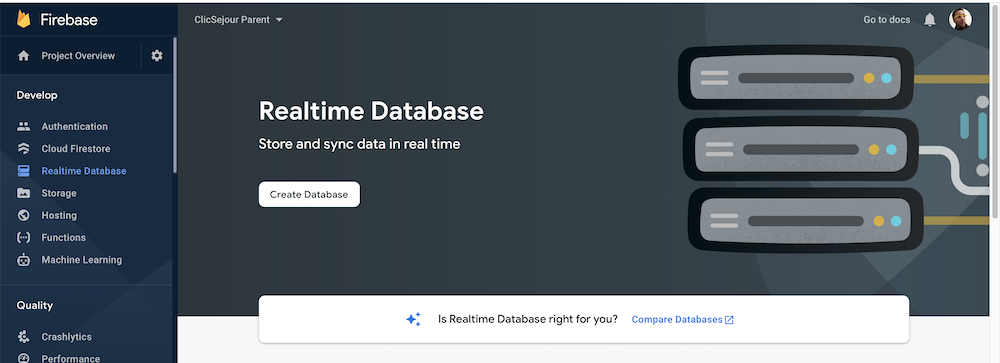 Firebase
ClicSejour Parent
Go to docs
Project Overview
Develop
Authentication
Cloud Firestore
Realtime Database
Storage
Hosting
Functions
Machine Learning
Quality
Crashlytics
Performance
Realtime Database
Store and sync data in real time
Create Database
Is Realtime Database right for you? Compare Databases